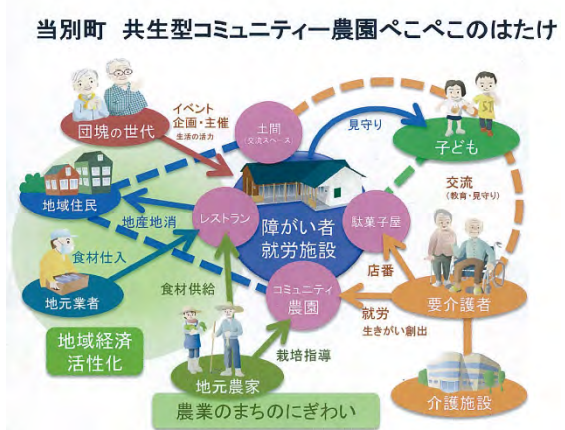 当別町 共生型コミュニティー農園ぺこぺこのはたけ
イベント
企画・主催
生活の活力
団塊の世代
土間
(交流スペース)
見守り
子ども
交流
(教育・見守り)
地域住民
地産地消
レストラン
障がい者
就労施設
駄菓子屋
店番
食材仕入
地元業者
食材供給
コミュニティ
農園
就労
生きがい創出
要介護者
地域経済
活性化
栽培指導
地元農家
介護施設
農業のまちのにぎわい